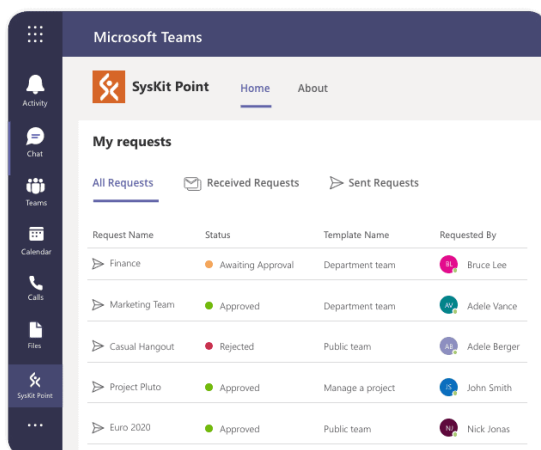 Microsoft Teams
Activity
Chat
Teams
Calendar
Calls
Files
SysKit Point
SysKit Point Home About
My requests
All Requests Received Requests Sent Requests
Request Name Status Template Name Requested By
Finance Awaiting Approval Department team BL Bruce Lee
Marketing Team Approved Department team AV Adele Vance
Casual Hangout Rejected Public team AB Adele Berger
Project Pluto Approved Manage a project JS John Smith
Euro 2020 Approved Public team NJ Nick Jonas